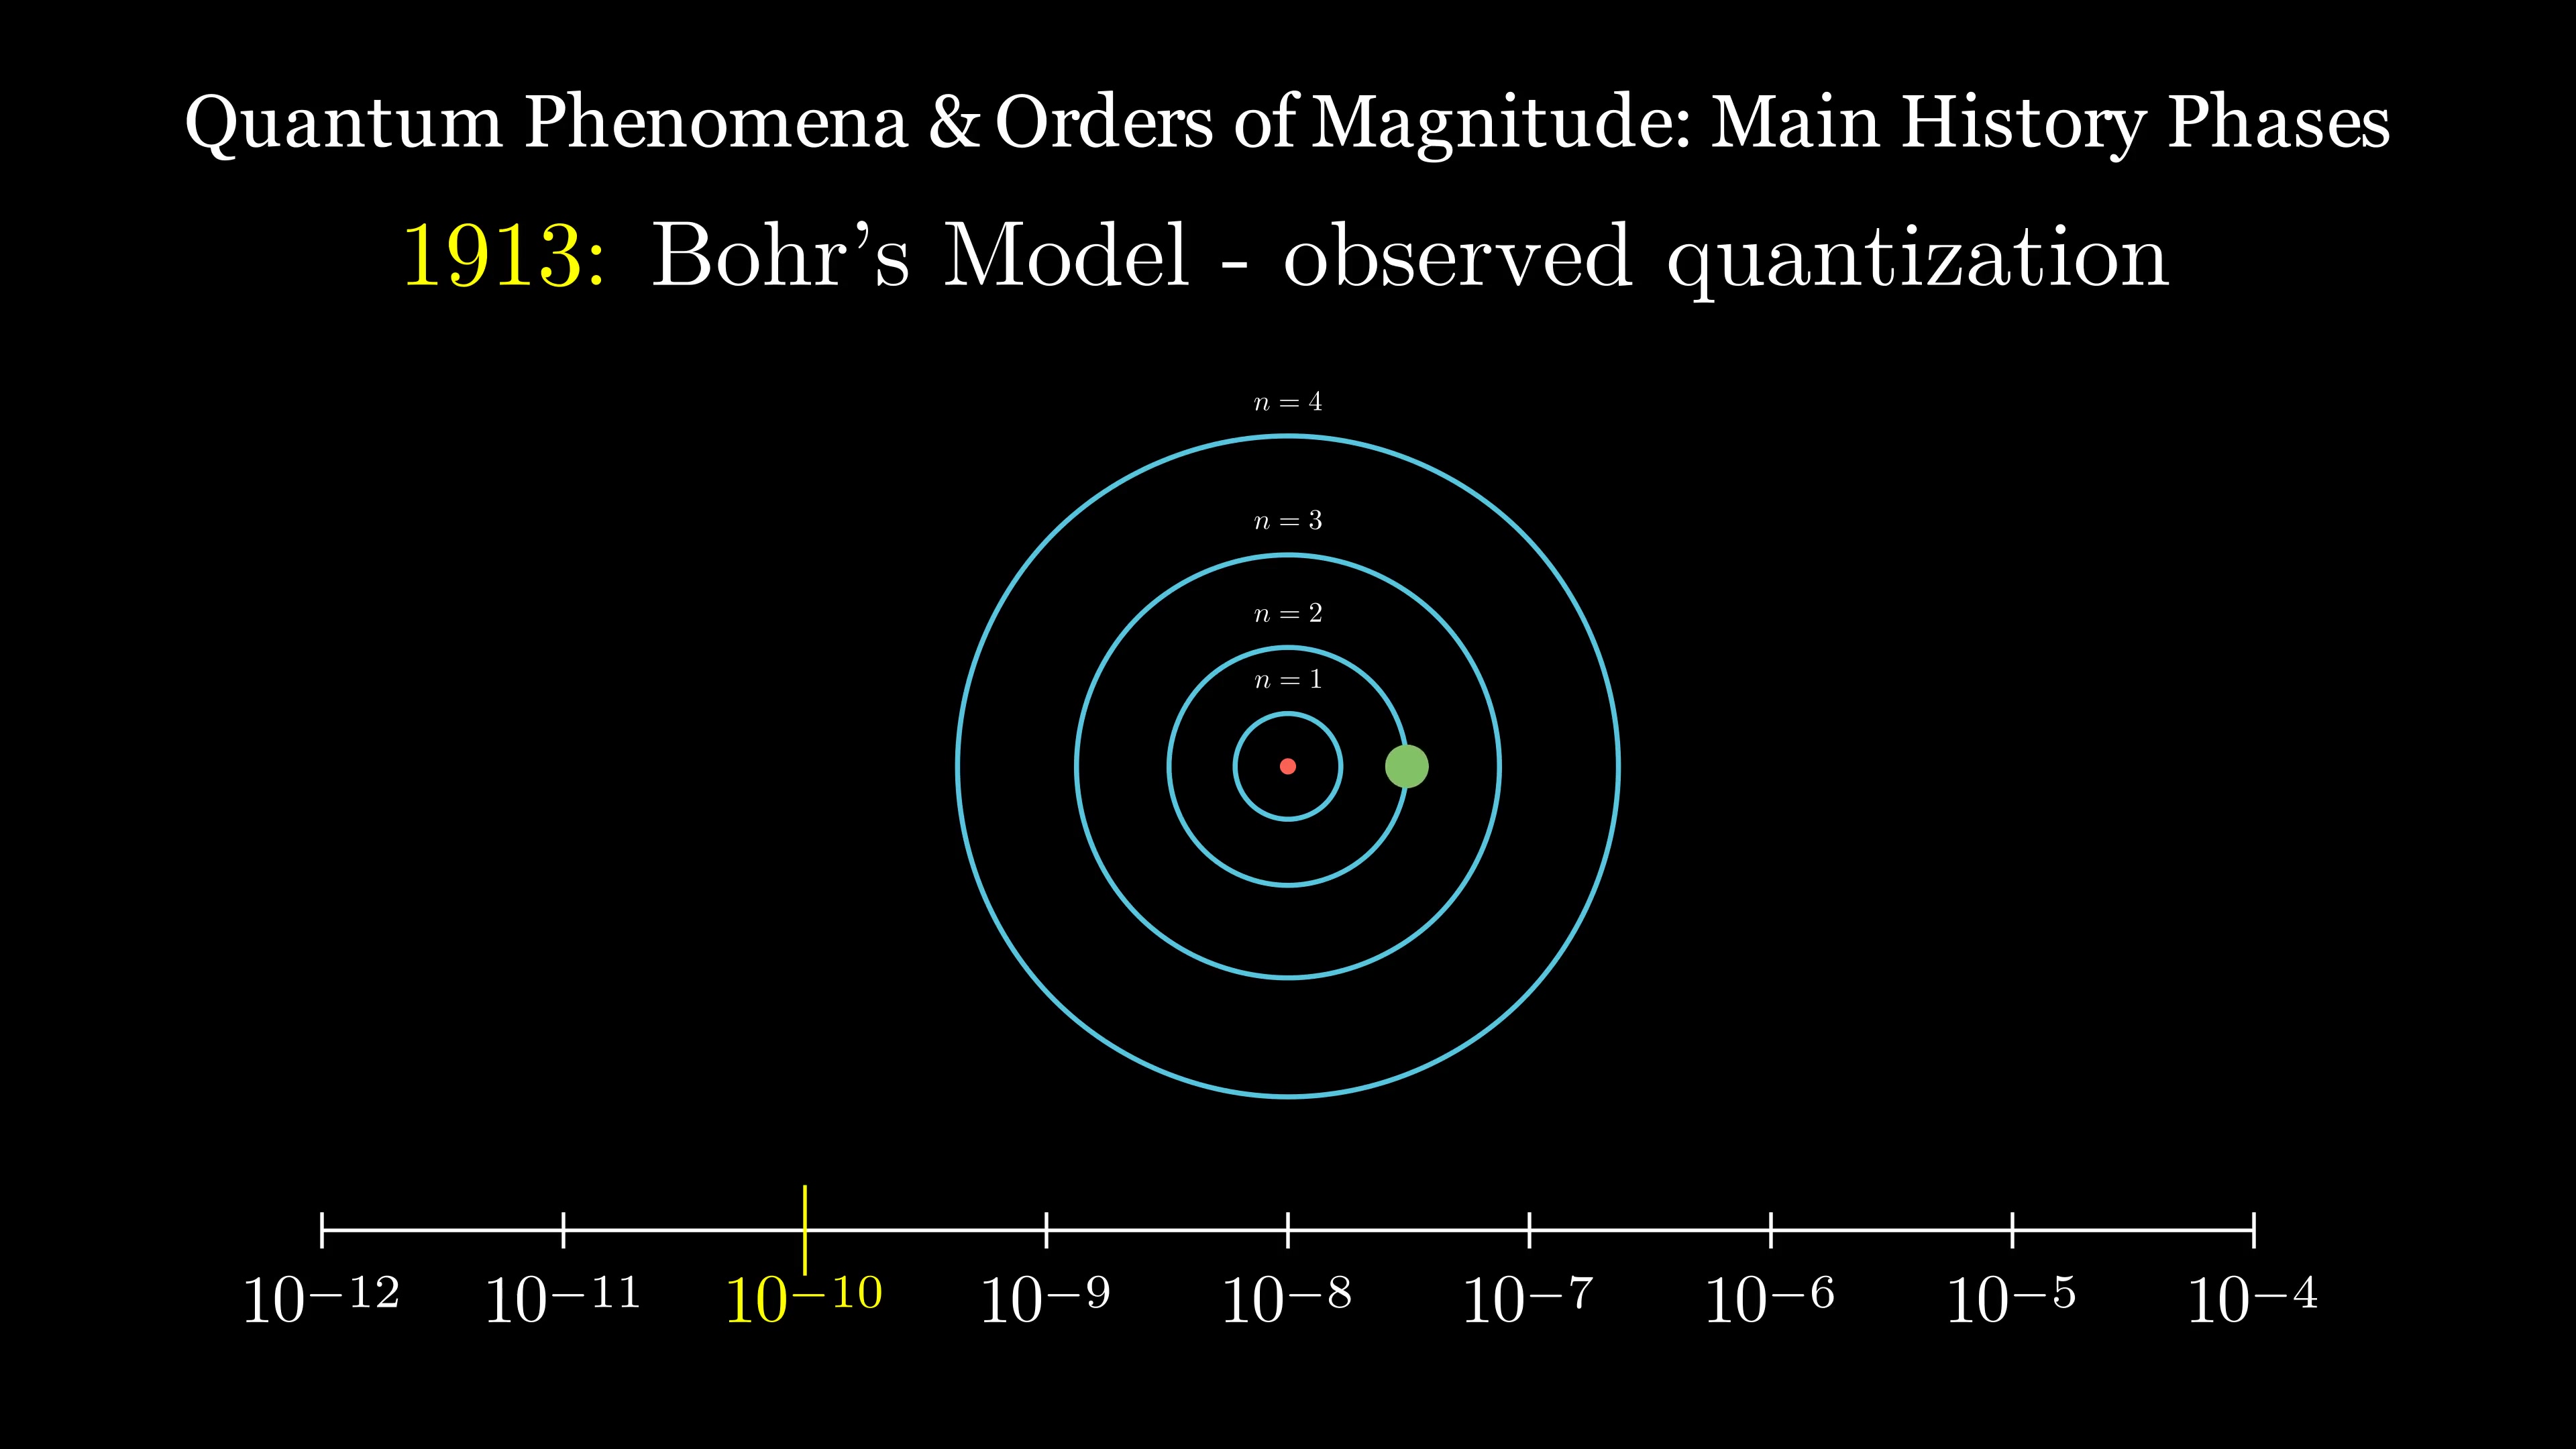 Quantum Phenomena & Orders of Magnitude: Main History Phases
1913: Bohr's Model - observed quantization
n = 4
n = 3
n = 2
n = 1
10⁻¹² 10⁻¹¹ 10⁻¹⁰ 10⁻⁹ 10⁻⁸ 10⁻⁷ 10⁻⁶ 10⁻⁵ 10⁻⁴